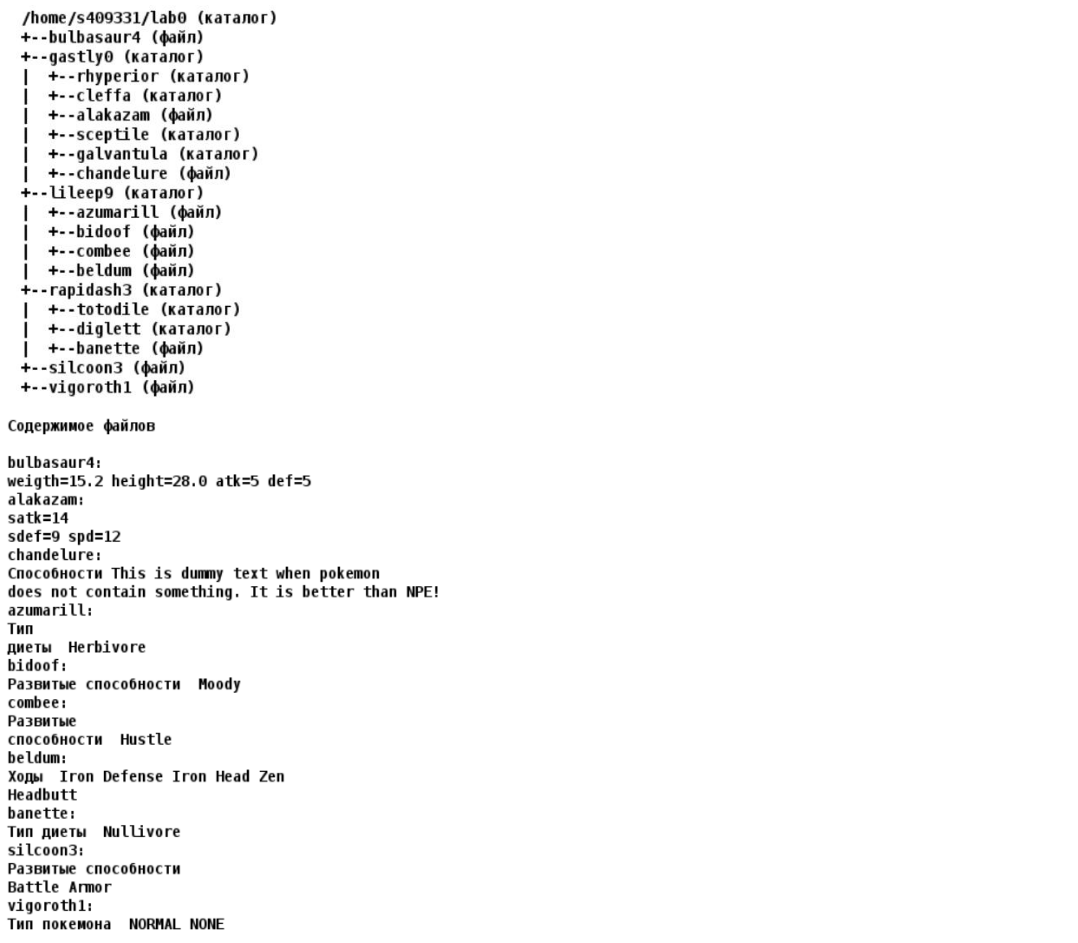 /home/s409331/lab0 (каталог)
+--bulbasaur4 (файл)
+--gastly0 (каталог)
|  +--rhyperior (каталог)
|  +--cleffa (каталог)
|  +--alakazam (файл)
|  +--sceptile (каталог)
|  +--galvantula (каталог)
|  +--chandelure (файл)
+--lileep9 (каталог)
|  +--azumarill (файл)
|  +--bidoof (файл)
|  +--combee (файл)
|  +--beldum (файл)
+--rapidash3 (каталог)
|  +--totodile (каталог)
|  +--diglett (каталог)
|  +--banette (файл)
+--silcoon3 (файл)
+--vigoroth1 (файл)
Содержимое файлов
bulbasaur4:
weigth=15.2 height=28.0 atk=5 def=5
alakazam:
satk=14
sdef=9 spd=12
chandelure:
Способности This is dummy text when pokemon
does not contain something. It is better than NPE!
azumarill:
Тип
диеты  Herbivore
bidoof:
Развитые способности  Moody
combee:
Развитые
способности  Hustle
beldum:
Ходы  Iron Defense Iron Head Zen
Headbutt
banette:
Тип диеты  Nullivore
silcoon3:
Развитые способности
Battle Armor
vigoroth1:
Тип покемона  NORMAL NONE